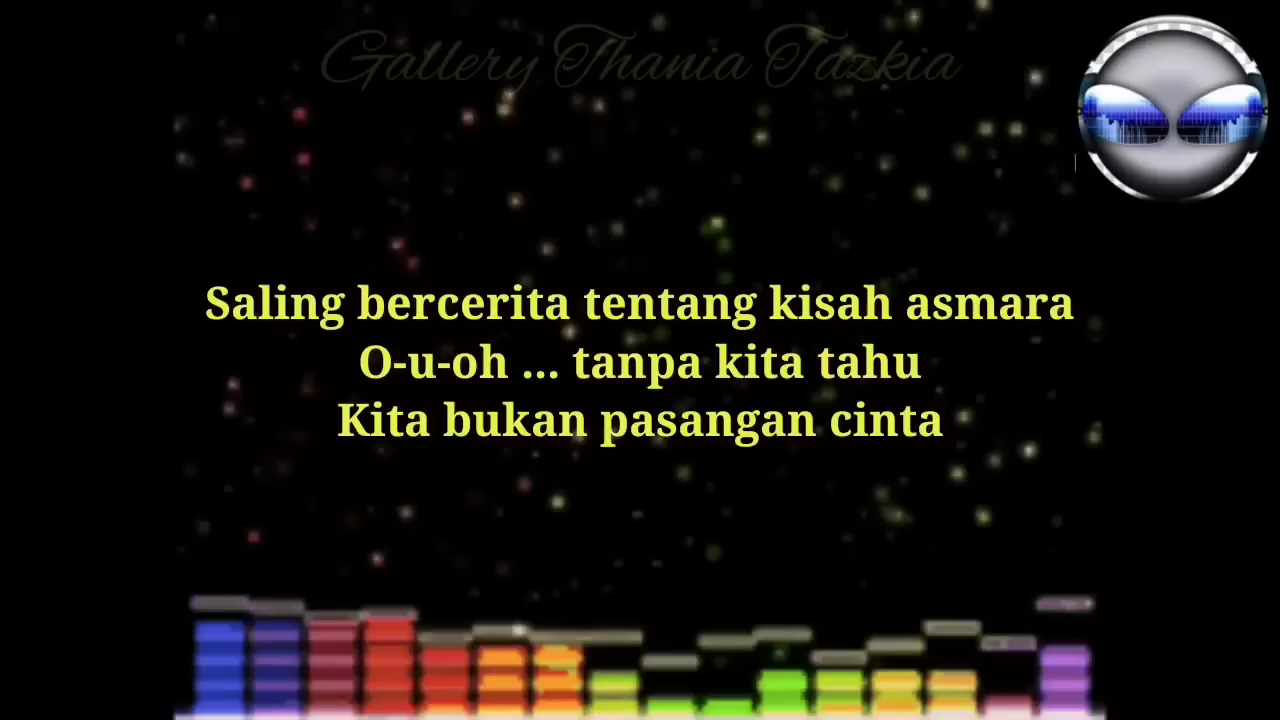 Gallery Thania Tazkia
Saling bercerita tentang kisah asmara
O-u-oh ... tanpa kita tahu
Kita bukan pasangan cinta